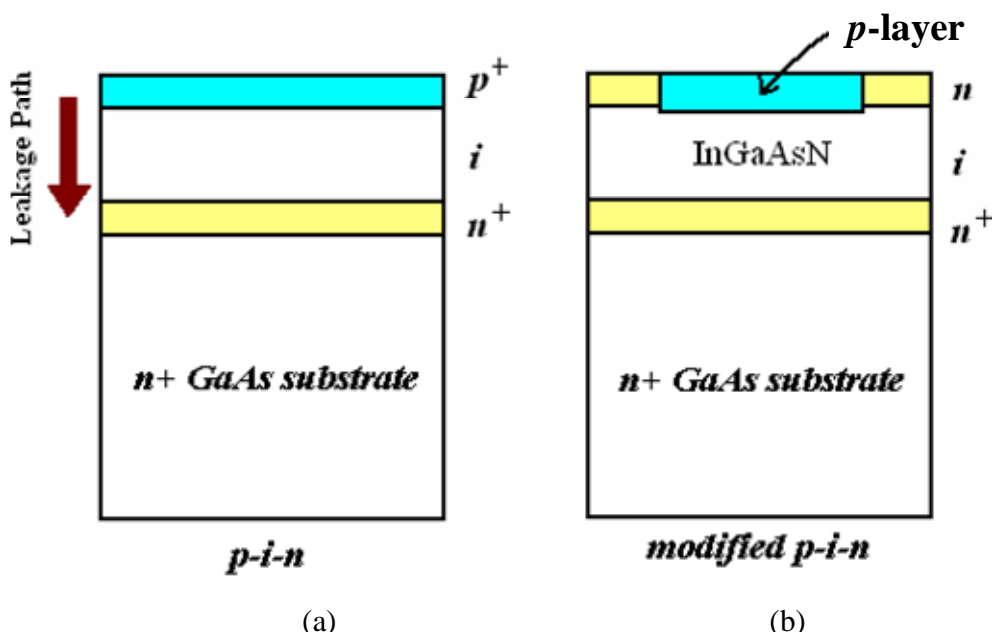 p-layer
p+
i
n+
Leakage Path
n+ GaAs substrate
p-i-n
(a)
n
InGaAsN
i
n+
n+ GaAs substrate
modified p-i-n
(b)